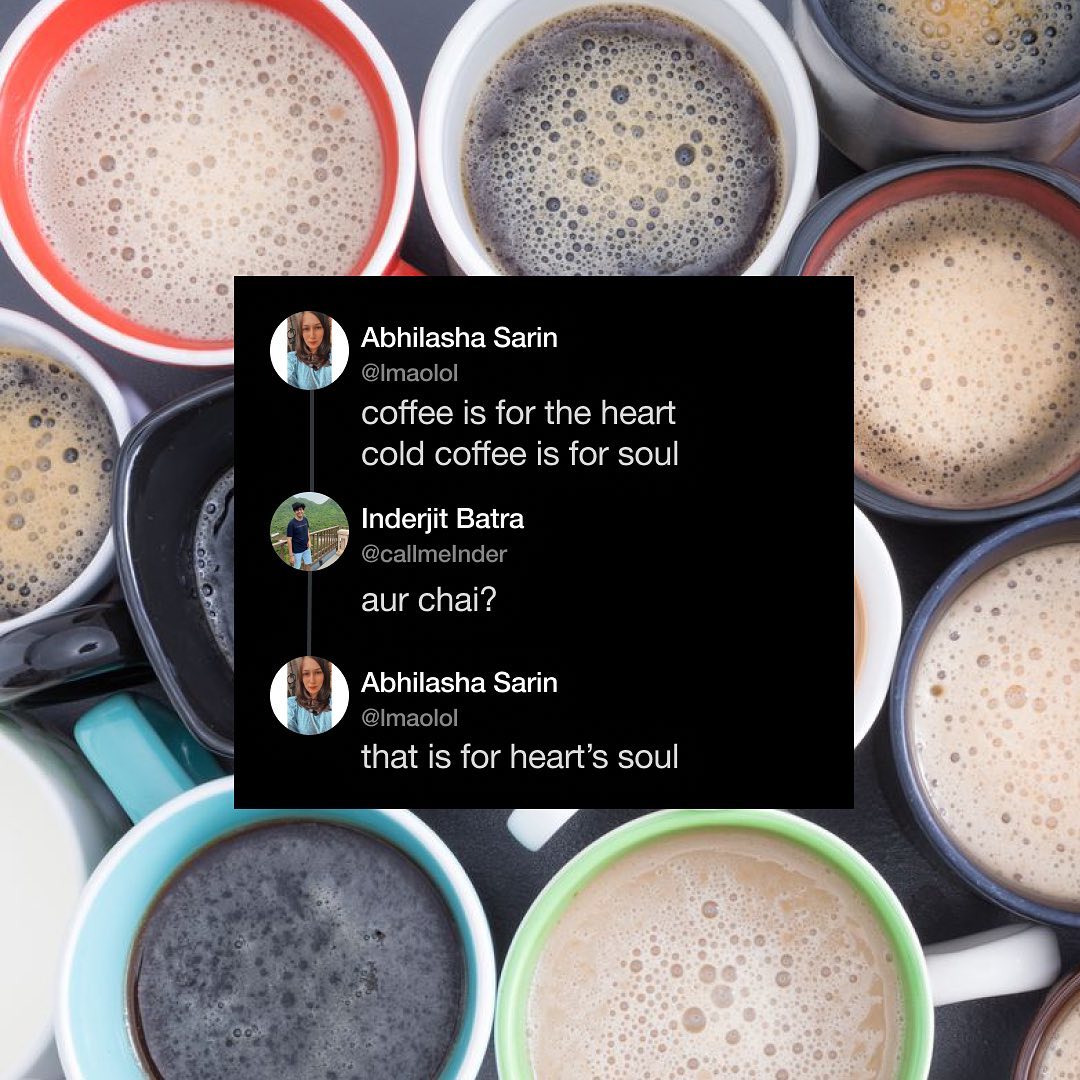 Abhilasha Sarin
@lmaolol
coffee is for the heart
cold coffee is for soul
Inderjit Batra
@callmeInder
aur chai?
Abhilasha Sarin
@lmaolol
that is for heart’s soul